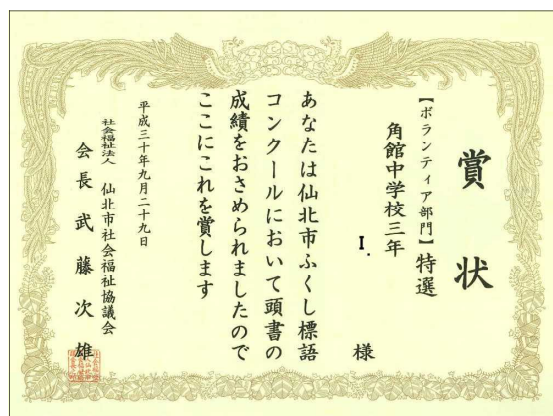 賞状
【ボランティア部門】特選
角館中学校三年
I. 様
あなたは仙北市ふくし標語
コンクールにおいて頭書の
成績をおさめられましたので
ここにこれを賞します
平成三十年九月二十九日
社会福祉法人 仙北市社会福祉協議会
会長 武藤次雄